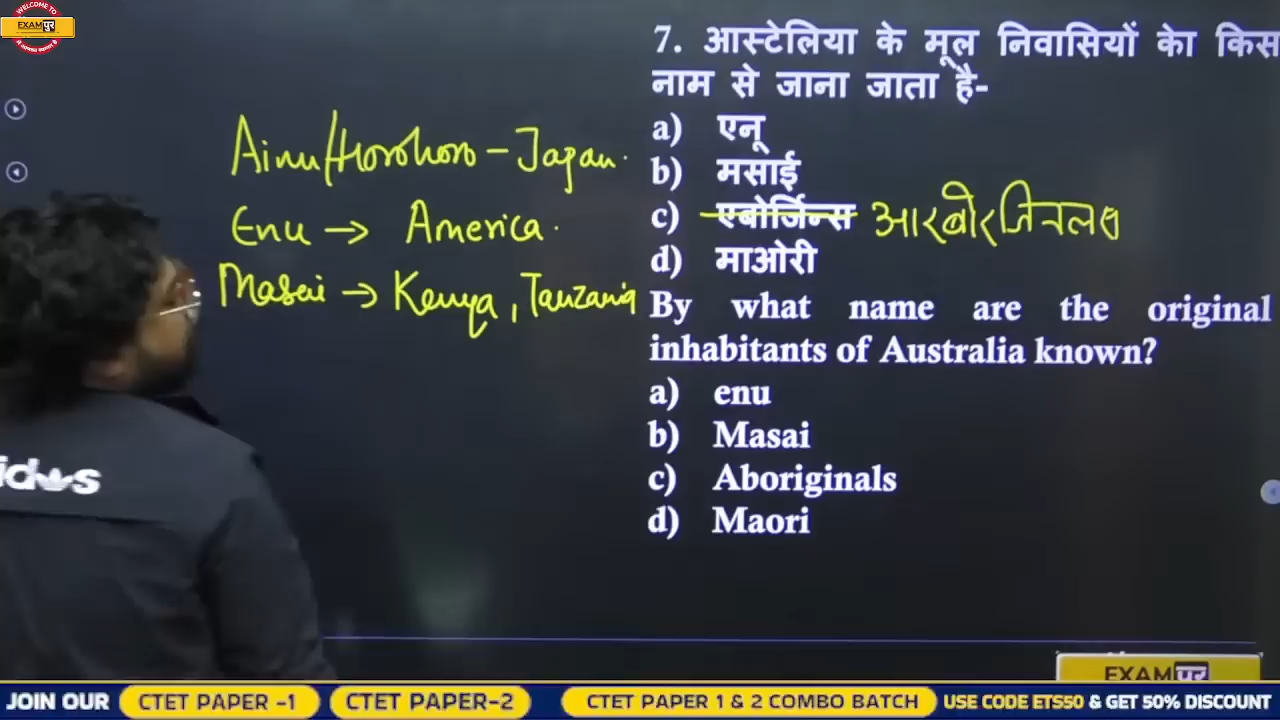 WELCOME TO
EXAMपुर
7. आस्टेलिया के मूल निवासियों केा किस
नाम से जाना जाता है-
a) एनू
b) मसाई
c) एबोर्जिन्स आरबोरजिनल
d) माओरी
Ainu/Horohoro - Japan.
Enu → America.
Masai → Kenya, Tanzania
By what name are the original
inhabitants of Australia known?
a) enu
b) Masai
c) Aboriginals
d) Maori
EXAMपुर
JOIN OUR CTET PAPER -1 CTET PAPER-2 CTET PAPER 1 & 2 COMBO BATCH USE CODE ETS50 & GET 50% DISCOUNT